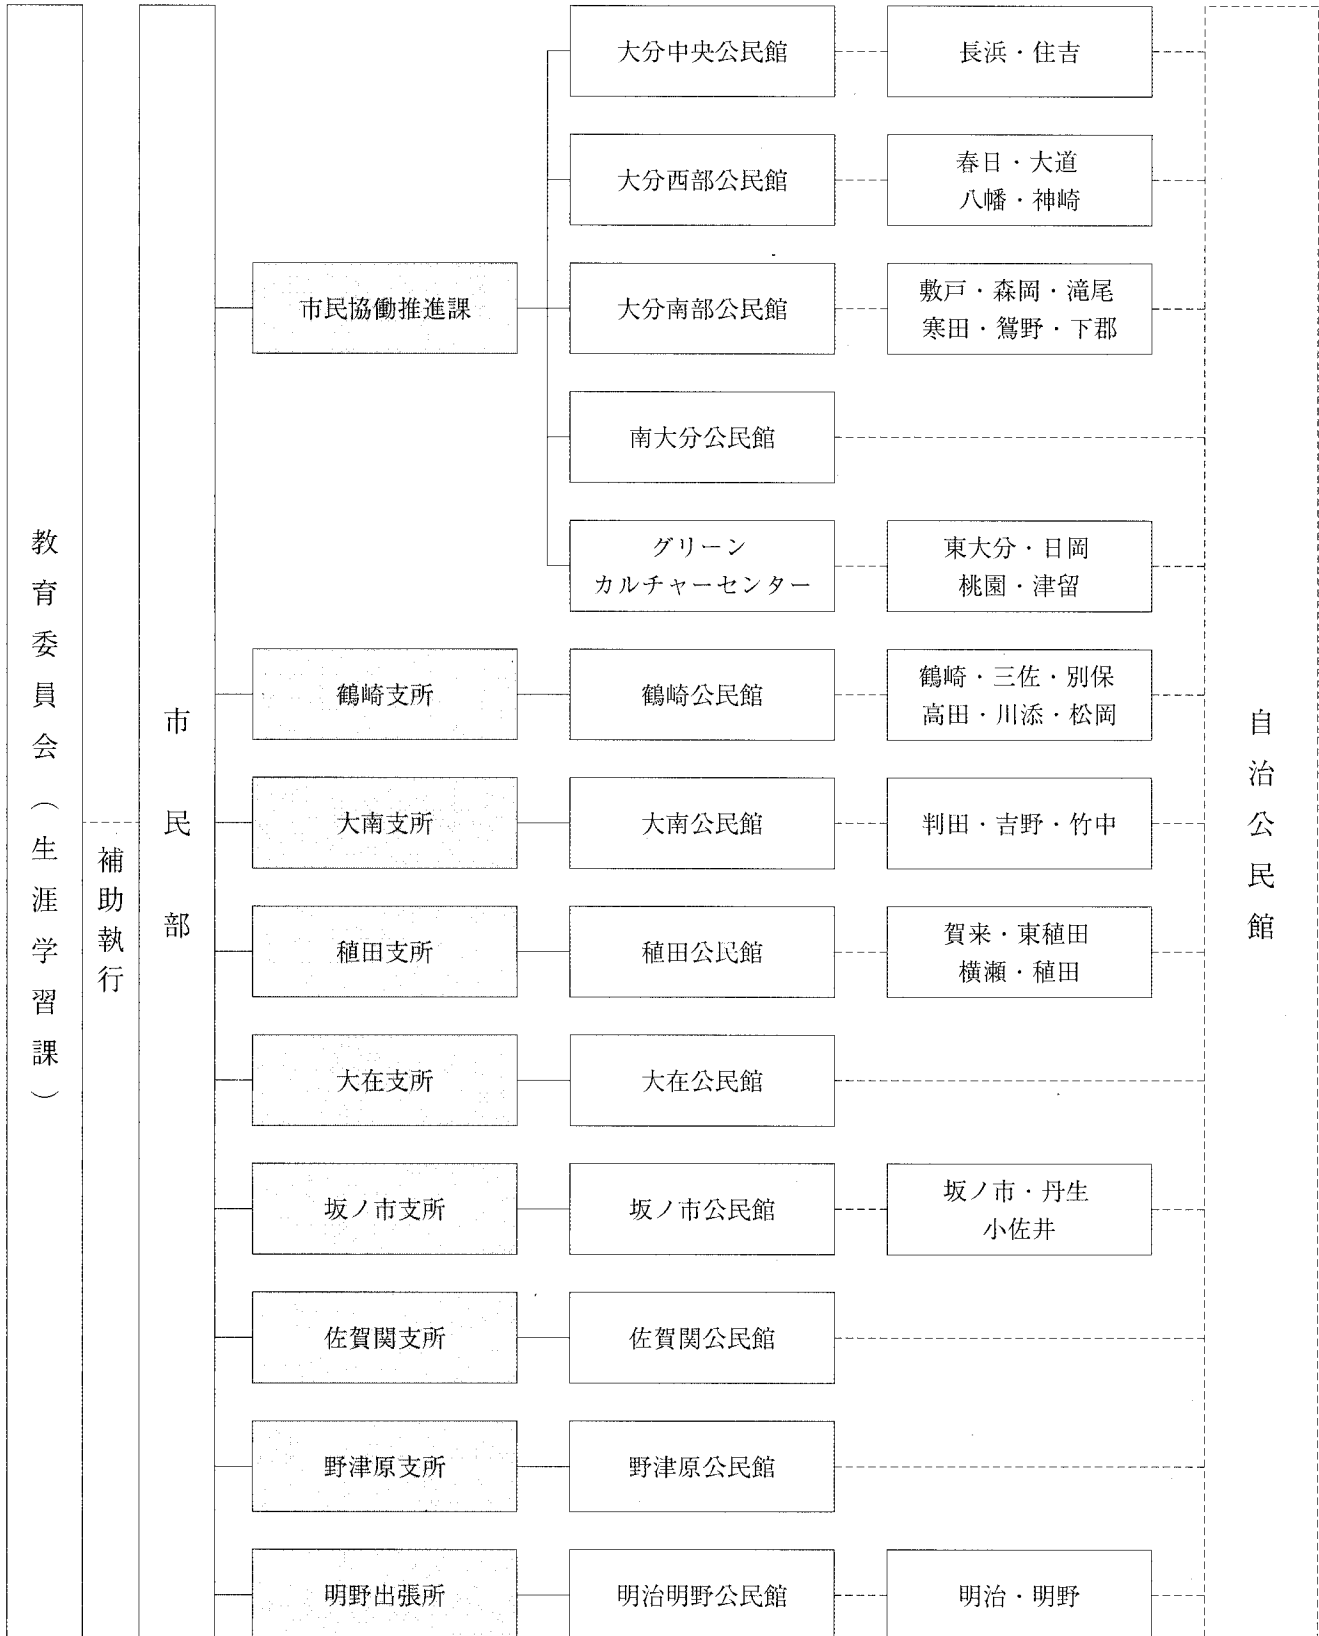 教育委員会（生涯学習課）
補助執行
市民部
市民協働推進課
大分中央公民館
長浜・住吉
大分西部公民館
春日・大道
八幡・神崎
大分南部公民館
敷戸・森岡・滝尾
寒田・鴛野・下郡
南大分公民館
グリーン
カルチャーセンター
東大分・日岡
桃園・津留
鶴崎支所
鶴崎公民館
鶴崎・三佐・別保
高田・川添・松岡
大南支所
大南公民館
判田・吉野・竹中
稙田支所
稙田公民館
賀来・東稙田
横瀬・稙田
大在支所
大在公民館
坂ノ市支所
坂ノ市公民館
坂ノ市・丹生
小佐井
佐賀関支所
佐賀関公民館
野津原支所
野津原公民館
明野出張所
明治明野公民館
明治・明野
自治公民館